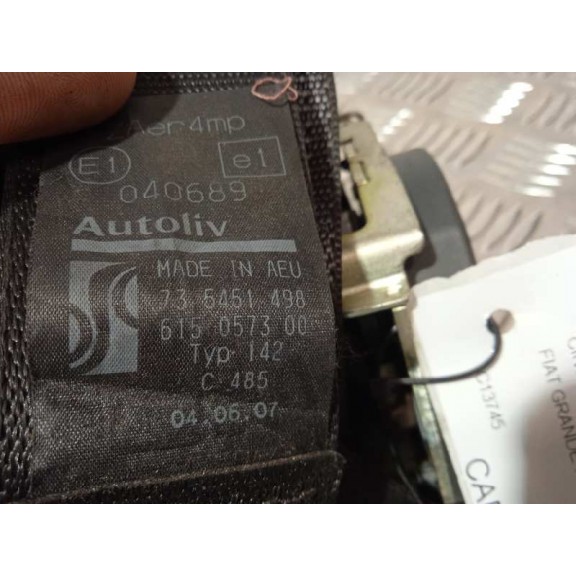 Aer4mp
E1 e1
040689
Autoliv
MADE IN AEU
73 5451 498
615 0573 00
Typ 142
C 485
04.06.07
C13745
FIAT GRANDE